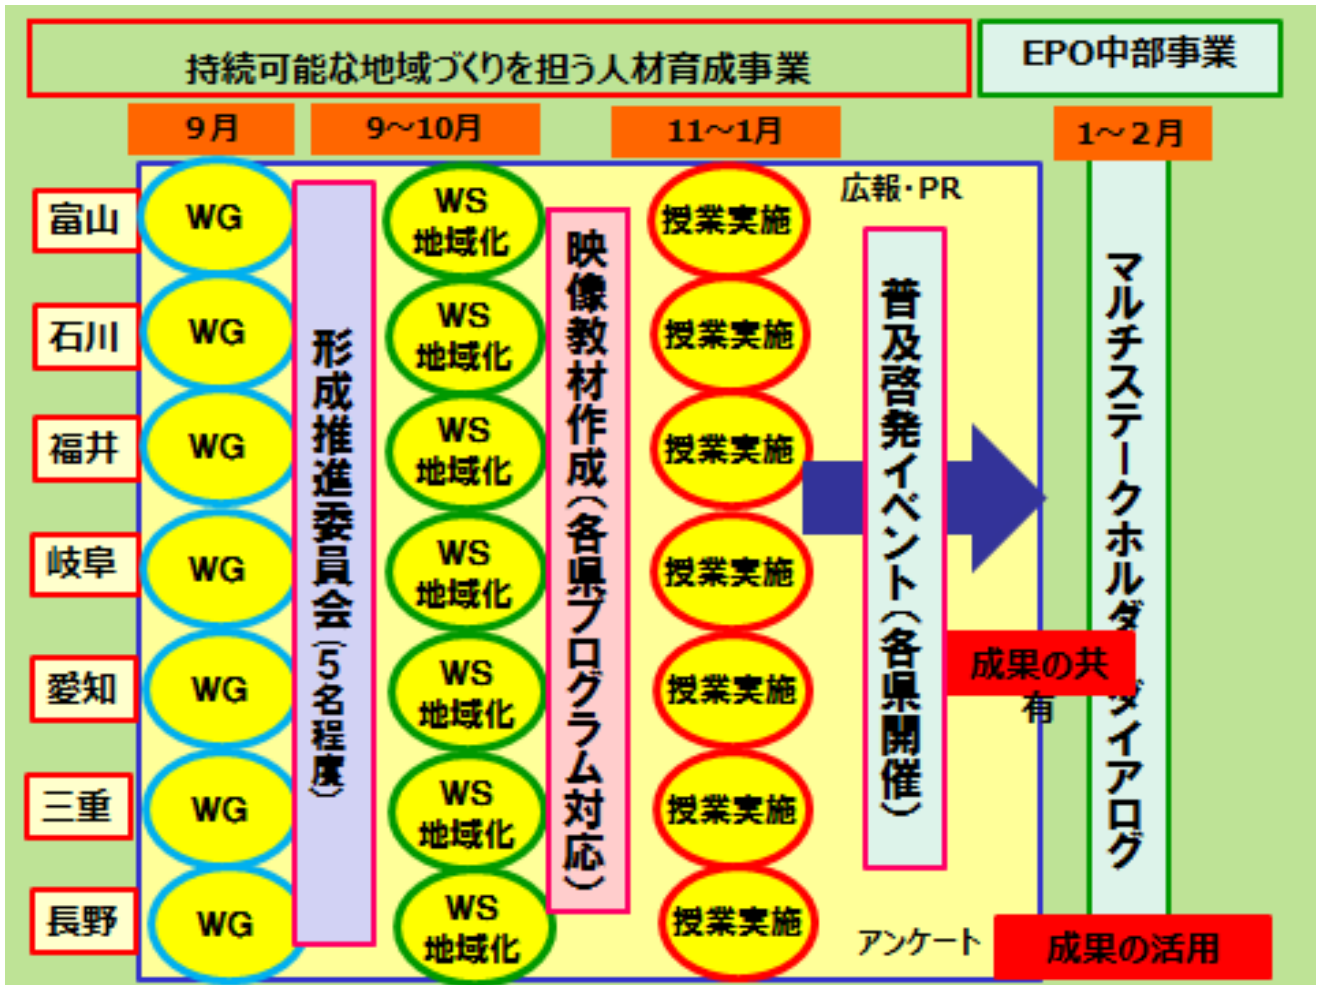 持続可能な地域づくりを担う人材育成事業
EPO中部事業
9月
9～10月
11～1月
1～2月
富山
WG
WS
地域化
授業実施
石川
WG
WS
地域化
授業実施
福井
WG
WS
地域化
授業実施
岐阜
WG
WS
地域化
授業実施
愛知
WG
WS
地域化
授業実施
三重
WG
WS
地域化
授業実施
長野
WG
WS
地域化
授業実施
形成推進委員会(5名程度)
映像教材作成(各県プログラム対応)
広報・PR
普及啓発イベント(各県開催)
アンケート
成果の共
有
マルチステークホルダーダイアログ
成果の活用